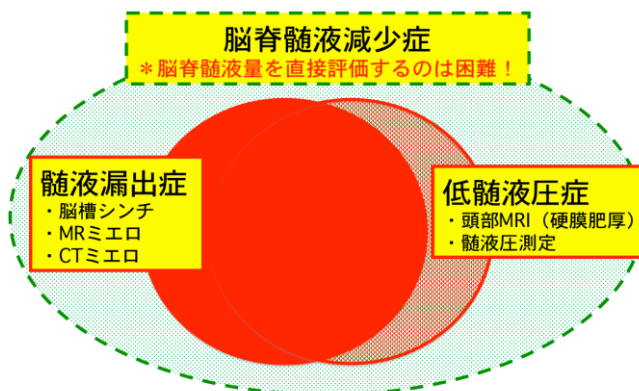 脳脊髄液減少症
＊脳脊髄液量を直接評価するのは困難！
髄液漏出症
・脳槽シンチ
・MRミエロ
・CTミエロ
低髄液圧症
・頭部MRI（硬膜肥厚）
・髄液圧測定